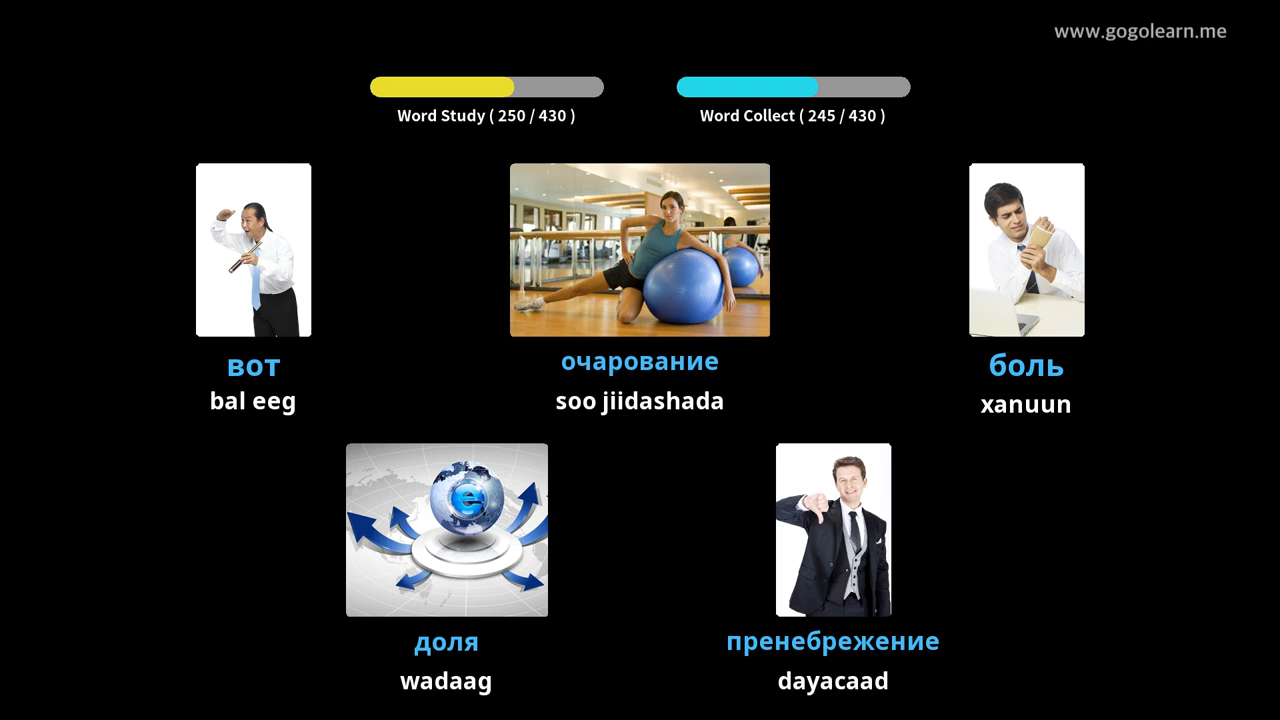 www.gogolearn.me
Word Study ( 250 / 430 )
Word Collect ( 245 / 430 )
вот
bal eeg
очарование
soo jiidashada
боль
xanuun
e
доля
wadaag
пренебрежение
dayacaad